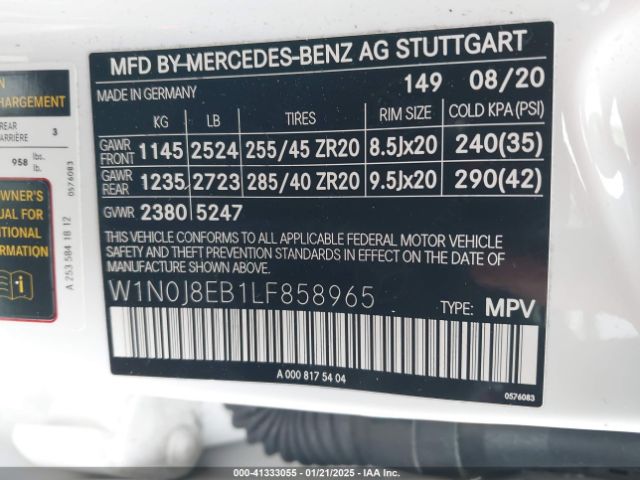 MFD BY MERCEDES-BENZ AG STUTTGART
MADE IN GERMANY 149 08/20
KG LB TIRES RIM SIZE COLD KPA (PSI)
GAWR FRONT 1145 2524 255/45 ZR20 8.5Jx20 240(35)
GAWR REAR 1235 2723 285/40 ZR20 9.5Jx20 290(42)
GVWR 2380 5247
THIS VEHICLE CONFORMS TO ALL APPLICABLE FEDERAL MOTOR VEHICLE
SAFETY AND THEFT PREVENTION STANDARDS IN EFFECT ON THE DATE
OF MANUFACTURE SHOWN ABOVE.
W1N0J8EB1LF858965 TYPE: MPV
A 000 817 54 04
0576083
HARGEMENT
REAR
ARRIÈRE 3
958 lbs.
0576083
OWNER'S
UAL FOR
ITIONAL
MATION
A 253 584 18 12
00-41333055 — 01/21/2025 — IAA Inc.